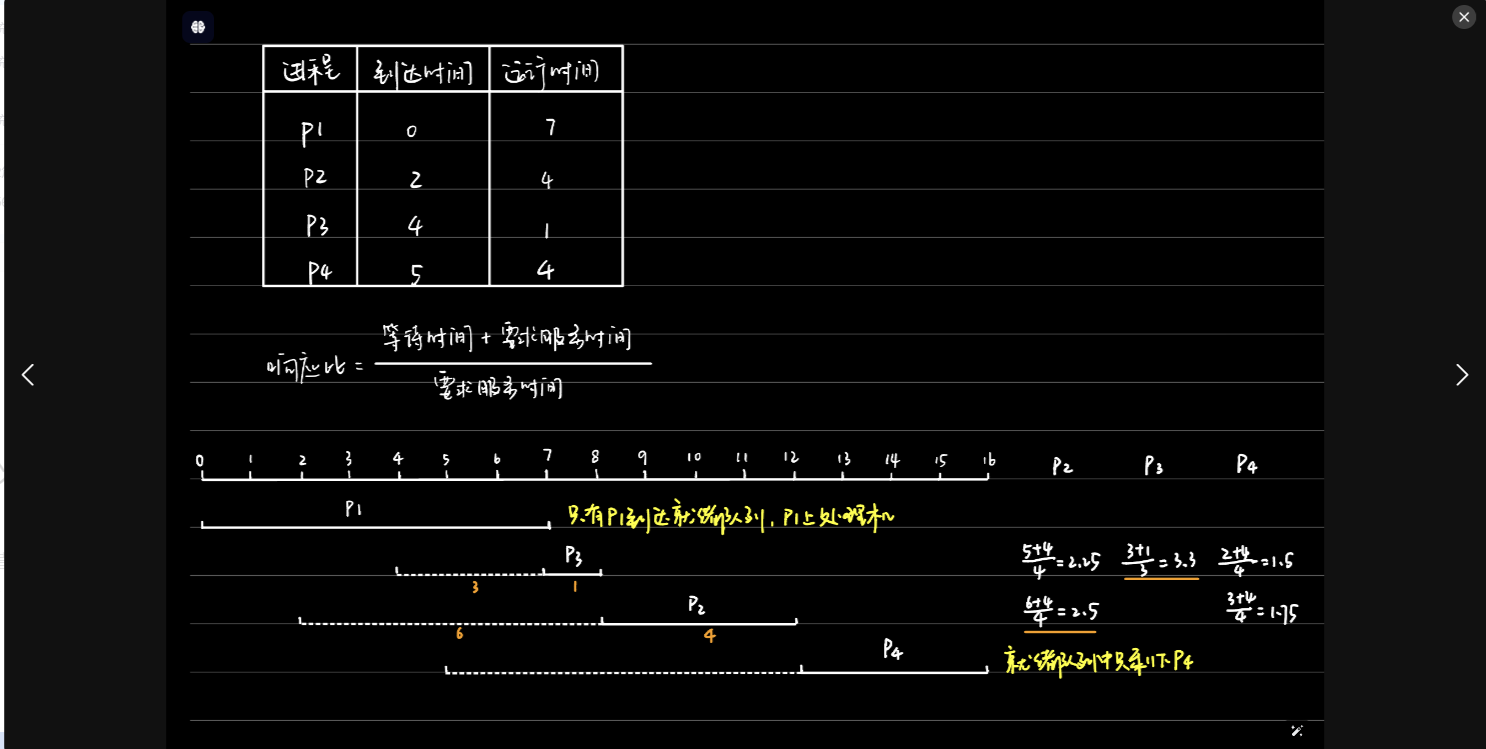 进程 到达时间 运行时间
P1 0 7
P2 2 4
P3 4 1
P4 5 4
响应比 = 等待时间 + 要求服务时间
要求服务时间
0 1 2 3 4 5 6 7 8 9 10 11 12 13 14 15 16 P2 P3 P4
P1 只有P1到达就绪队列，P1上处理机
P3 5+4/4 = 2.25 3+1/3 = 3.3 2+4/4 = 1.5
3 1
P2 6+4/4 = 2.5 3+4/4 = 1.75
6 4
P4 就绪队列中只剩下P4